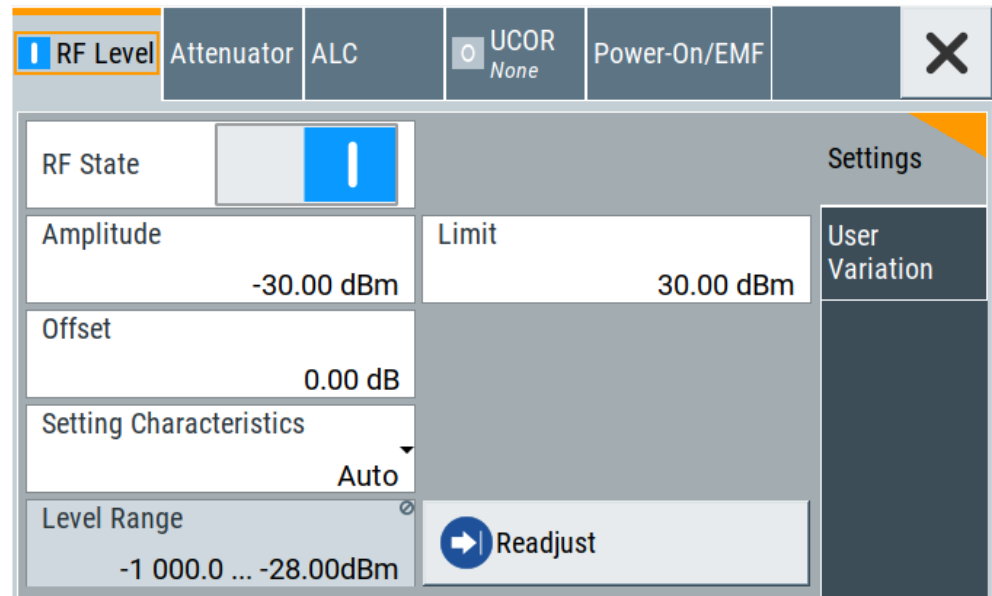 RF Level
Attenuator
ALC
UCOR
None
Power-On/EMF
RF State
Settings
Amplitude
-30.00 dBm
Limit
30.00 dBm
User
Variation
Offset
0.00 dB
Setting Characteristics
Auto
Level Range
-1 000.0 ... -28.00dBm
Readjust